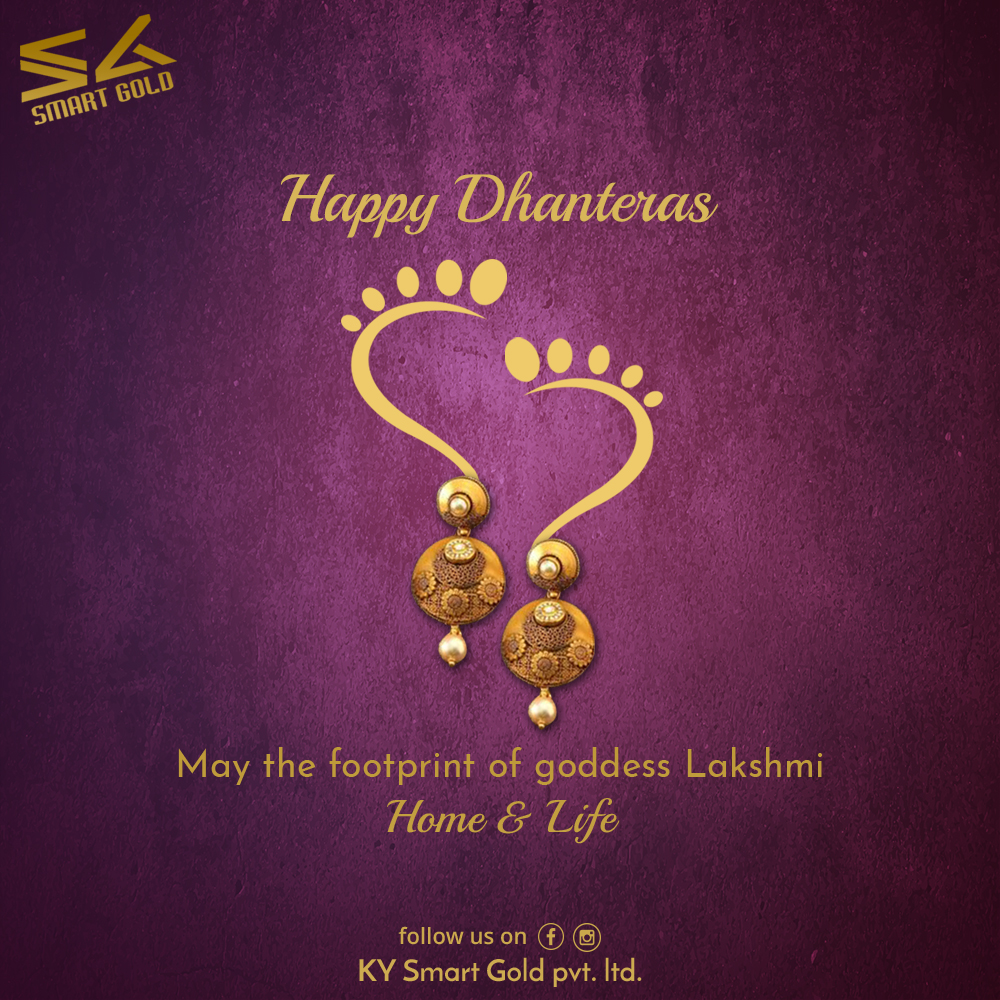 SMART GOLD
Happy Dhanteras
May the footprint of goddess Lakshmi
Home & Life
follow us on
KY Smart Gold pvt. ltd.